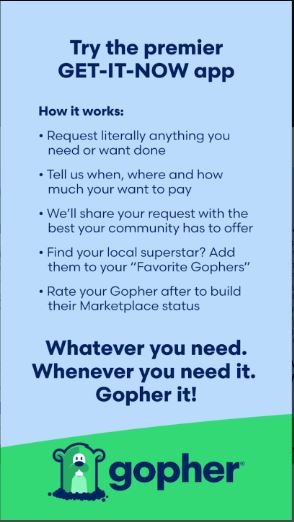 Try the premier
GET-IT-NOW app
How it works:
• Request literally anything you
need or want done
• Tell us when, where and how
much your want to pay
• We'll share your request with the
best your community has to offer
• Find your local superstar? Add
them to your “Favorite Gophers”
• Rate your Gopher after to build
their Marketplace status
Whatever you need.
Whenever you need it.
Gopher it!
gopher®